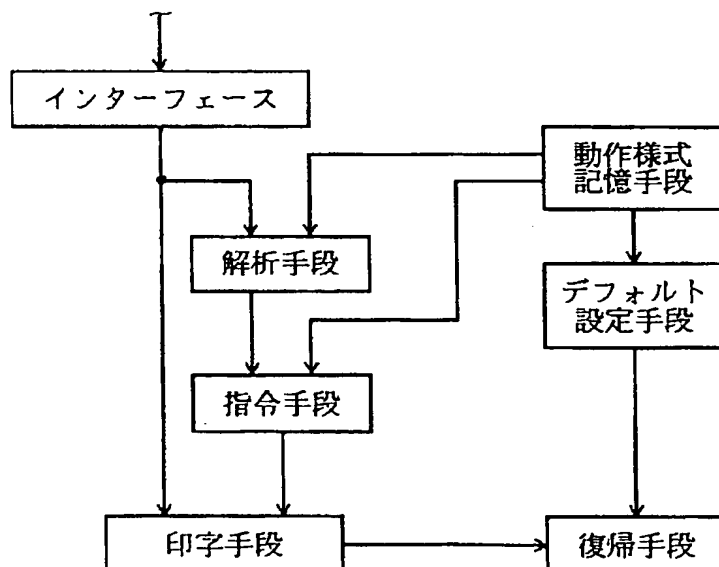 インターフェース
動作様式
記憶手段
解析手段
デフォルト
設定手段
指令手段
印字手段
復帰手段